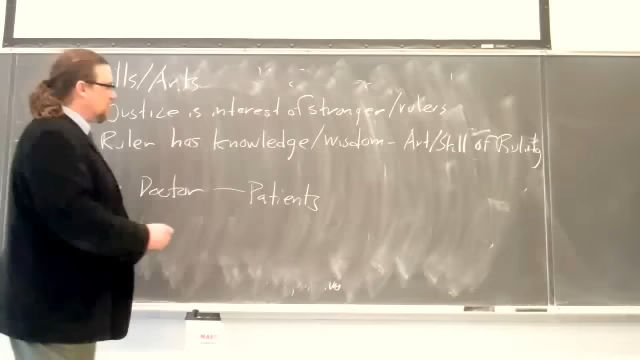 lls/Arts
Justice is interest of stronger/rulers
Ruler has knowledge/wisdom - Art/Skill of Ruling
Doctor — Patients